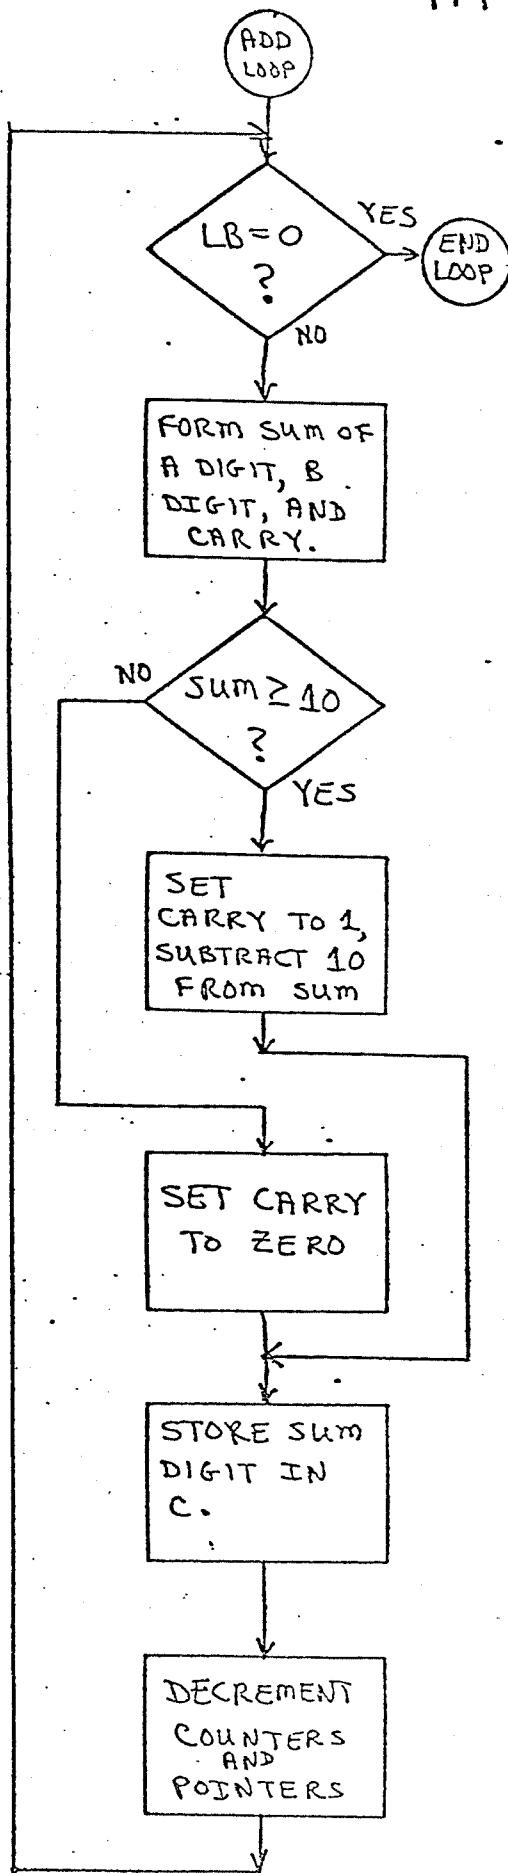 ADD
LOOP
LB=0
?
YES
END
LOOP
NO
FORM SUM OF
A DIGIT, B
DIGIT, AND
CARRY.
NO
SUM ≥ 10
?
YES
SET
CARRY TO 1,
SUBTRACT 10
FROM SUM
SET CARRY
TO ZERO
STORE SUM
DIGIT IN
C.
DECREMENT
COUNTERS
AND
POINTERS